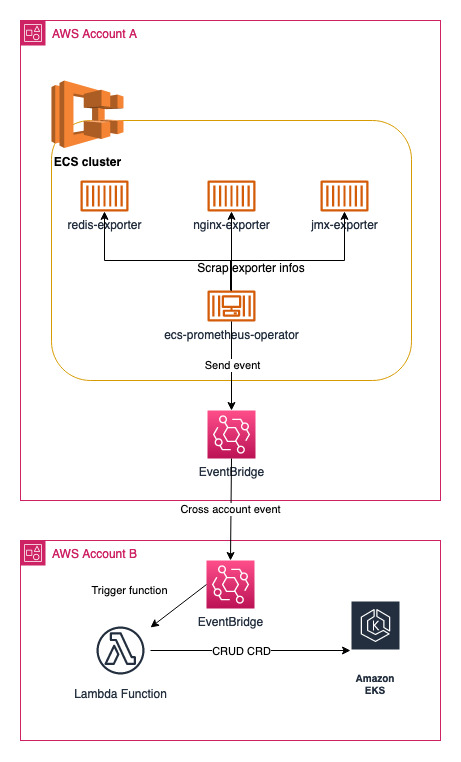 AWS Account A
ECS cluster
redis-exporter
nginx-exporter
jmx-exporter
Scrap exporter infos
ecs-prometheus-operator
Send event
EventBridge
Cross account event
AWS Account B
EventBridge
Trigger function
K
CRUD CRD
Lambda Function
Amazon
EKS